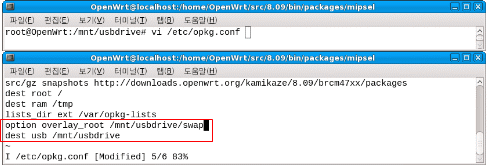 OpenWrt@localhost:/home/OpenWrt/src/8.09/bin/packages/mipsel
파일(F) 편집(E) 보기(V) 터미널(T) 탭(B) 도움말(H)
root@OpenWrt:/mnt/usbdrive# vi /etc/opkg.conf
OpenWrt@localhost:/home/OpenWrt/src/8.09/bin/packages/mipsel
파일(F) 편집(E) 보기(V) 터미널(T) 탭(B) 도움말(H)
src/gz snapshots http://downloads.openwrt.org/kamikaze/8.09/brcm47xx/packages
dest root /
dest ram /tmp
lists_dir ext /var/opkg-lists
option overlay_root /mnt/usbdrive/swap
dest usb /mnt/usbdrive
~
I /etc/opkg.conf [Modified] 5/6 83%